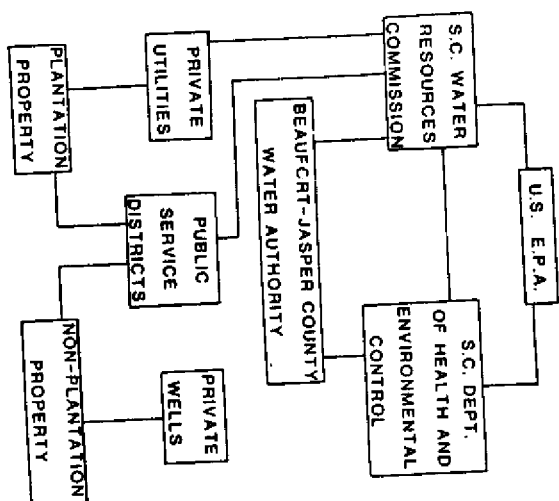 U.S. E.P.A.
S.C. WATER
RESOURCES
COMMISSION
S.C. DEPT.
OF HEALTH AND
ENVIRONMENTAL
CONTROL
BEAUFCRT-JASPER COUNTY
WATER AUTHORITY
PRIVATE
UTILITIES
PUBLIC
SERVICE
DISTRICTS
PRIVATE
WELLS
PLANTATION
PROPERTY
NON-PLANTATION
PROPERTY